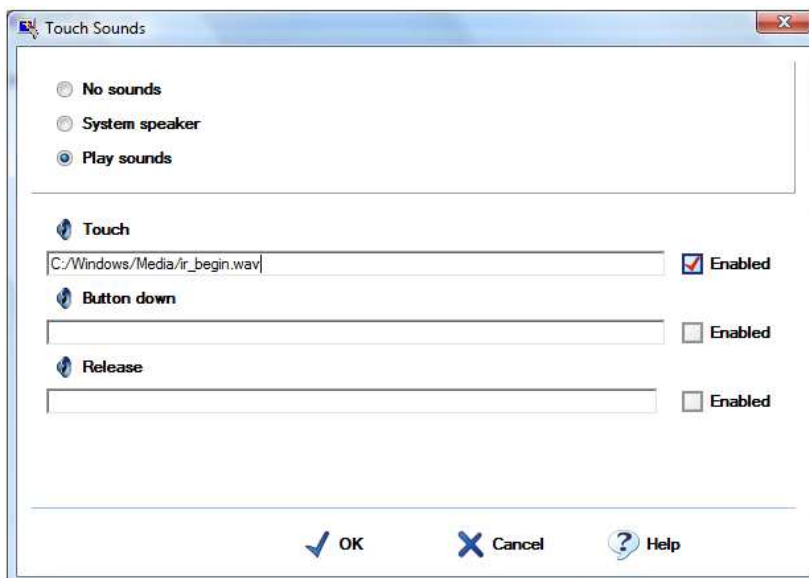 Touch Sounds
No sounds
System speaker
Play sounds
Touch
C:/Windows/Media/ir_begin.wav
Enabled
Button down
Enabled
Release
Enabled
OK Cancel Help